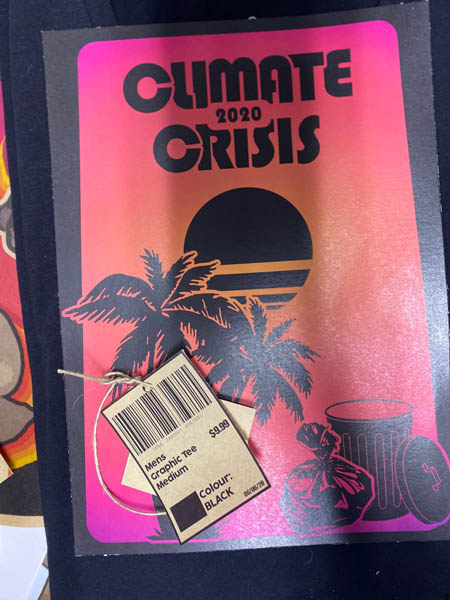 CLIMATE
2020
CRISIS
$9.99
Mens
Graphic Tee
Medium
Colour:
BLACK